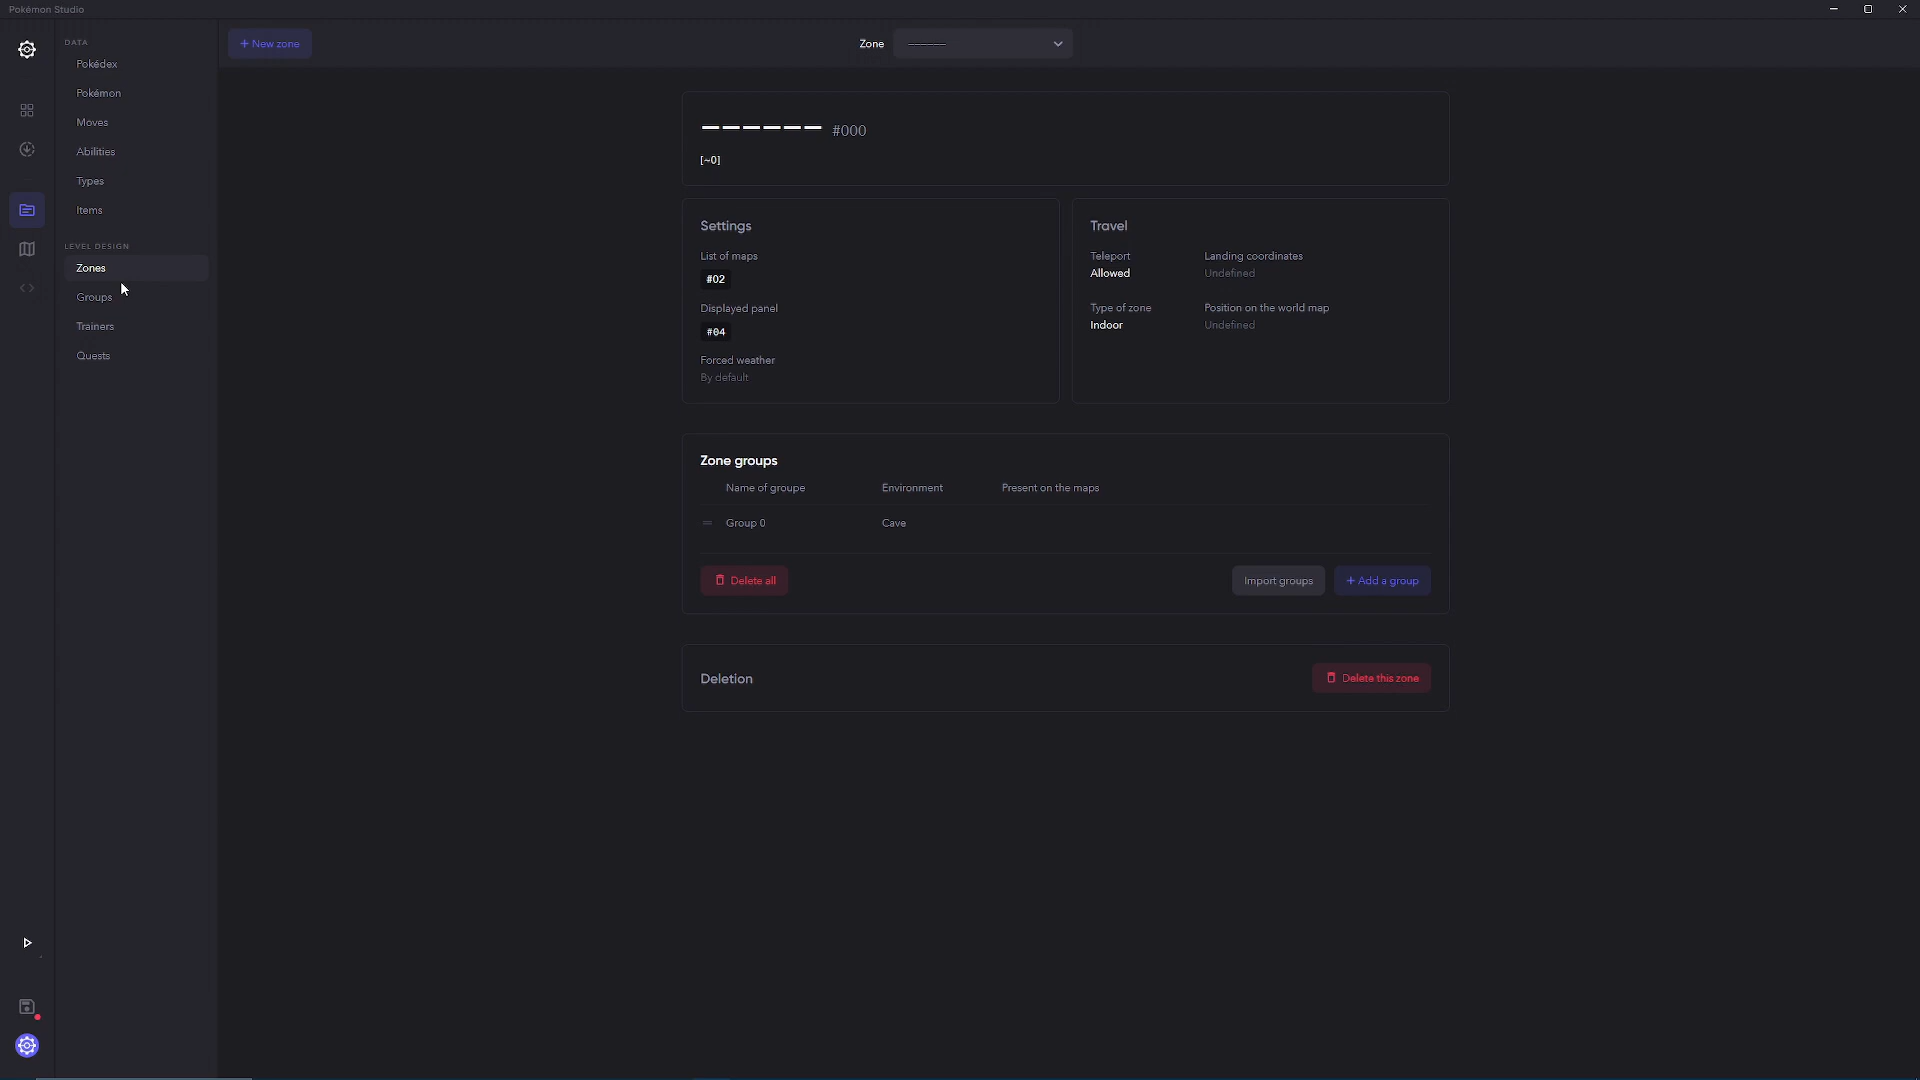 Pokémon Studio
DATA
Pokédex
Pokémon
Moves
Abilities
Types
Items
LEVEL DESIGN
Zones
Groups
Trainers
Quests
+ New zone
Zone
———
—————— #000
[~0]
Settings
List of maps
#02
Displayed panel
#04
Forced weather
By default
Travel
Teleport
Allowed
Landing coordinates
Undefined
Type of zone
Indoor
Position on the world map
Undefined
Zone groups
Name of groupe Environment Present on the maps
Group 0 Cave
Delete all
Import groups
+ Add a group
Deletion
Delete this zone